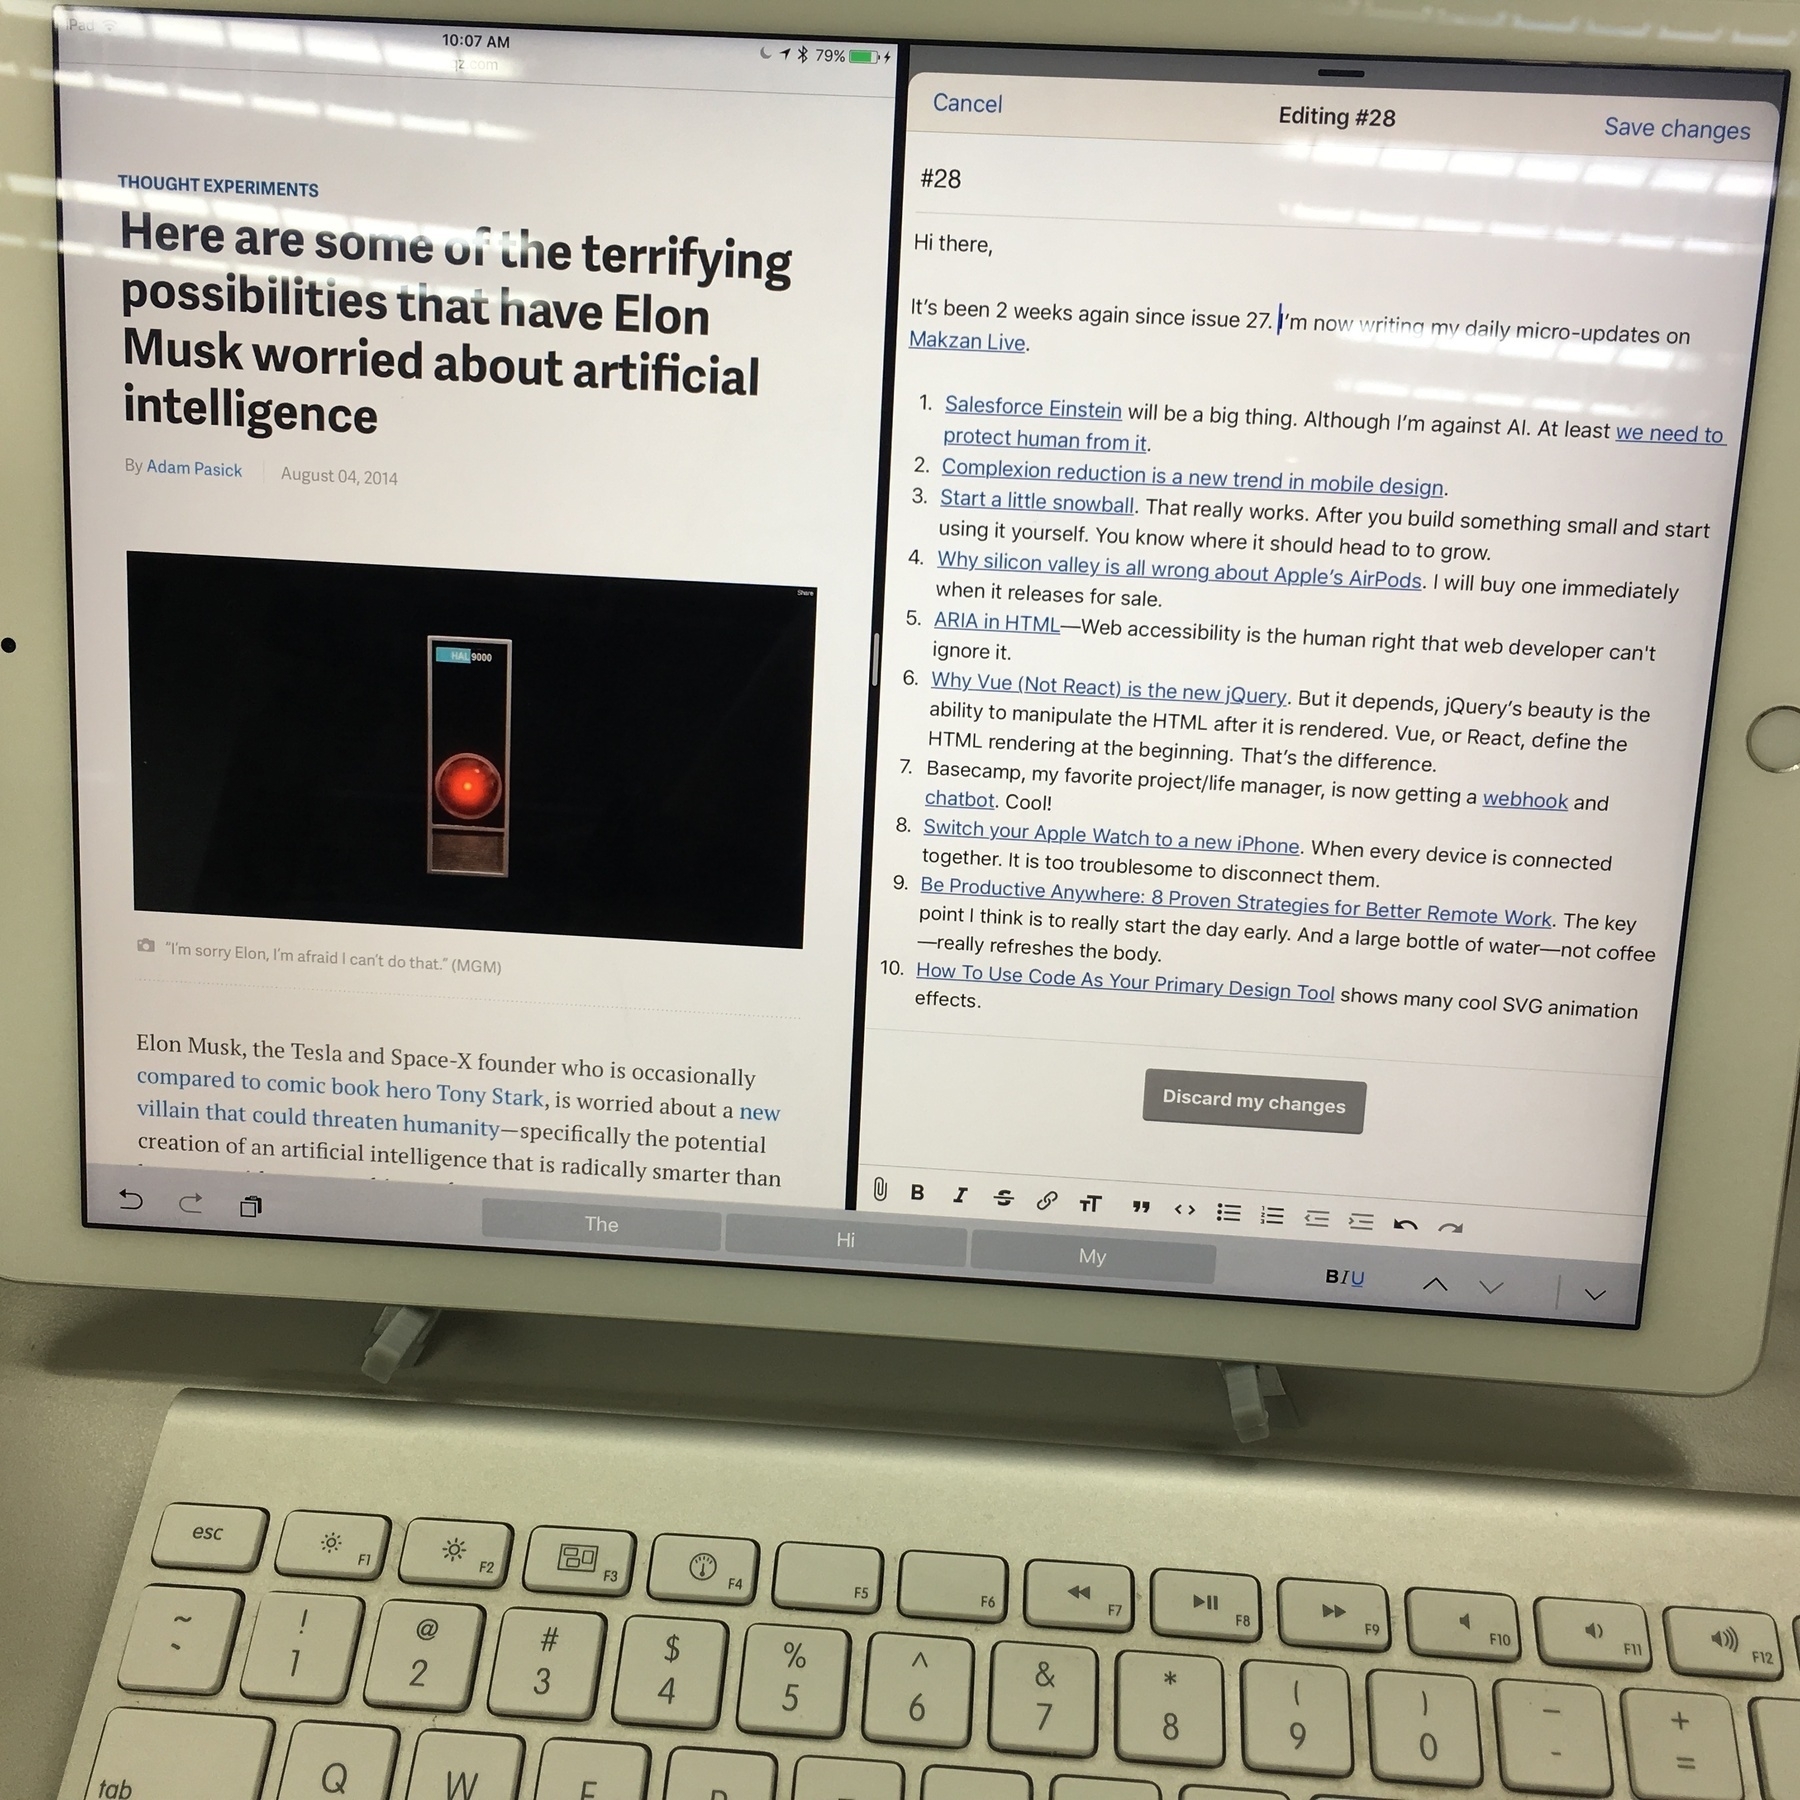 iPad
10:07 AM
79%
qz.com
THOUGHT EXPERIMENTS
Here are some of the terrifying
possibilities that have Elon
Musk worried about artificial
intelligence
By Adam Pasick
August 04, 2014
Share
HAL 9000
"I'm sorry Elon, I'm afraid I can't do that." (MGM)
Elon Musk, the Tesla and Space-X founder who is occasionally
compared to comic book hero Tony Stark, is worried about a new
villain that could threaten humanity—specifically the potential
creation of an artificial intelligence that is radically smarter than
Cancel
Editing #28
Save changes
#28
Hi there,
It's been 2 weeks again since issue 27. I'm now writing my daily micro-updates on
Makzan Live.
1. Salesforce Einstein will be a big thing. Although I'm against AI. At least we need to
protect human from it.
2. Complexion reduction is a new trend in mobile design.
3. Start a little snowball. That really works. After you build something small and start
using it yourself. You know where it should head to to grow.
4. Why silicon valley is all wrong about Apple's AirPods. I will buy one immediately
when it releases for sale.
5. ARIA in HTML—Web accessibility is the human right that web developer can't
ignore it.
6. Why Vue (Not React) is the new jQuery. But it depends, jQuery's beauty is the
ability to manipulate the HTML after it is rendered. Vue, or React, define the
HTML rendering at the beginning. That's the difference.
7. Basecamp, my favorite project/life manager, is now getting a webhook and
chatbot. Cool!
8. Switch your Apple Watch to a new iPhone. When every device is connected
together. It is too troublesome to disconnect them.
9. Be Productive Anywhere: 8 Proven Strategies for Better Remote Work. The key
point I think is to really start the day early. And a large bottle of water—not coffee
—really refreshes the body.
10. How To Use Code As Your Primary Design Tool shows many cool SVG animation
effects.
Discard my changes
B I S TT
The
Hi
My
BIU
esc
F1
F2
F3
F4
F5
F6
F7
F8
F9
F10
F11
F12
~ ! @ # $ % ^ & * ( ) — +
` 1 2 3 4 5 6 7 8 9 0 - =
tab Q W